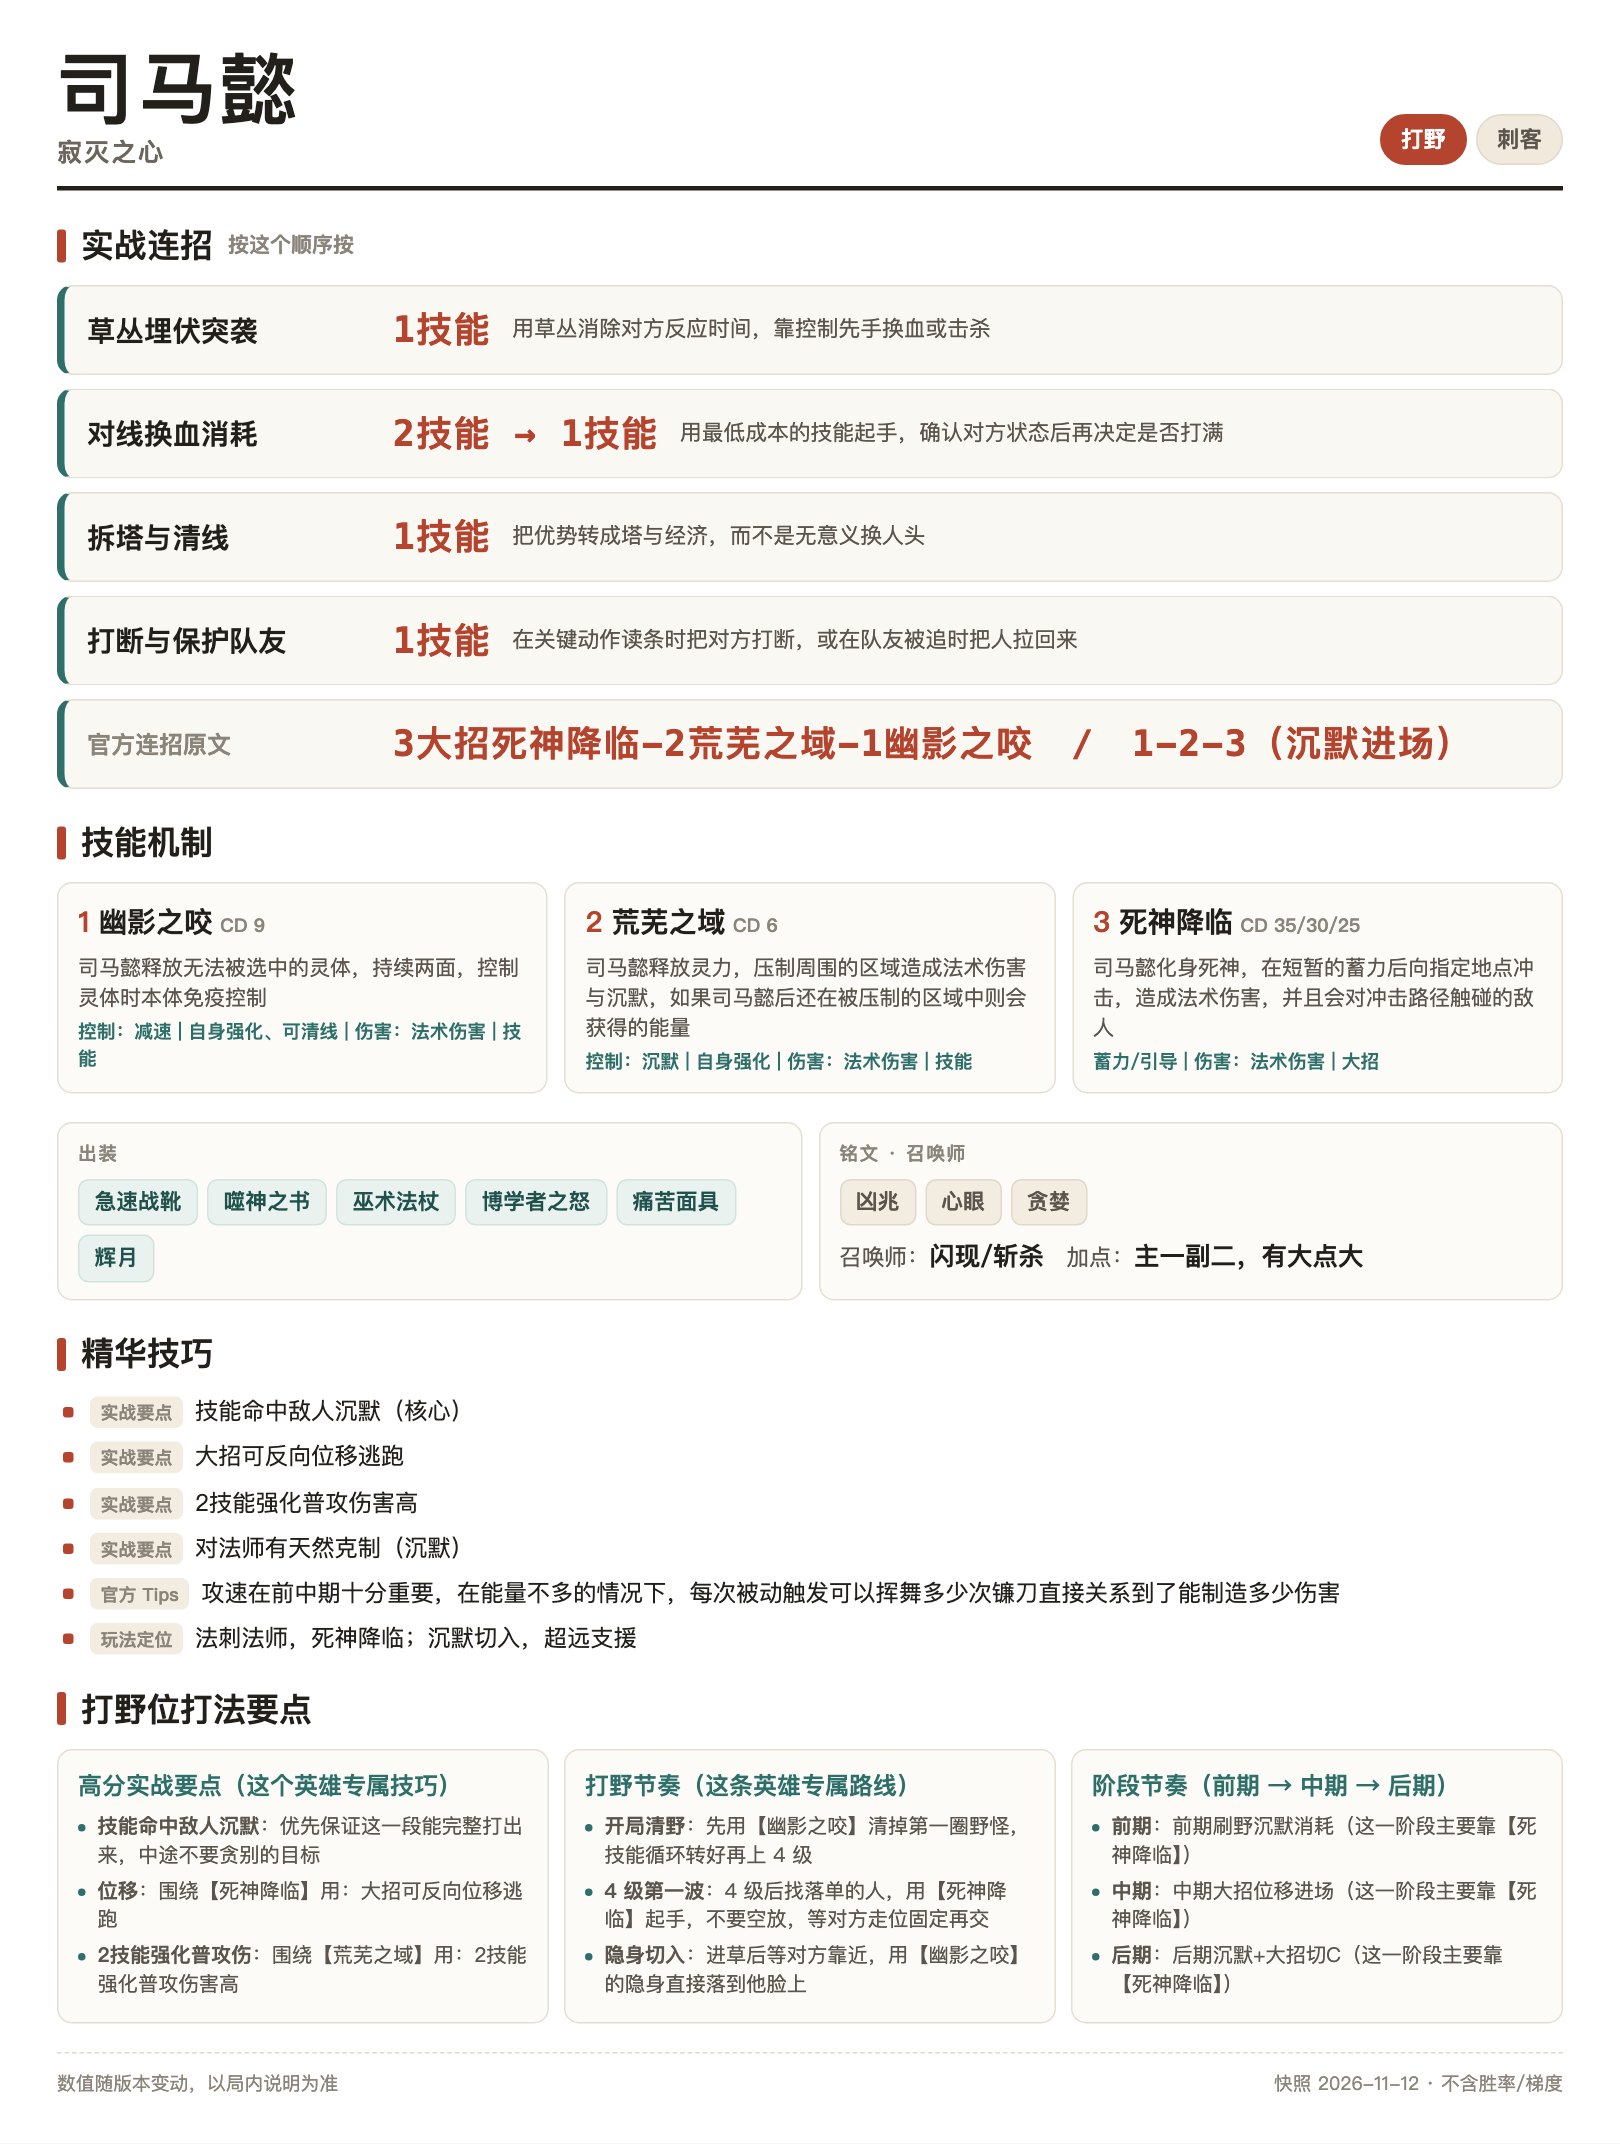 司马懿
寂灭之心
打野 刺客
实战连招 按这个顺序按
草丛埋伏突袭 1技能 用草丛消除对方反应时间，靠控制先手换血或击杀
对线换血消耗 2技能 → 1技能 用最低成本的技能起手，确认对方状态后再决定是否打满
拆塔与清线 1技能 把优势转成塔与经济，而不是无意义换人头
打断与保护队友 1技能 在关键动作读条时把对方打断，或在队友被追时把人拉回来
官方连招原文 3大招死神降临–2荒芜之域–1幽影之咬 / 1–2–3（沉默进场）
技能机制
1 幽影之咬 CD 9
司马懿释放无法被选中的灵体，持续两面，控制
灵体时本体免疫控制
控制：减速 | 自身强化、可清线 | 伤害：法术伤害 | 技
能
2 荒芜之域 CD 6
司马懿释放灵力，压制周围的区域造成法术伤害
与沉默，如果司马懿后还在被压制的区域中则会
获得的能量
控制：沉默 | 自身强化 | 伤害：法术伤害 | 技能
3 死神降临 CD 35/30/25
司马懿化身死神，在短暂的蓄力后向指定地点冲
击，造成法术伤害，并且会对冲击路径触碰的敌
人
蓄力/引导 | 伤害：法术伤害 | 大招
出装
急速战靴 噬神之书 巫术法杖 博学者之怒 痛苦面具
辉月
铭文 · 召唤师
凶兆 心眼 贪婪
召唤师：闪现/斩杀 加点：主一副二，有大点大
精华技巧
实战要点 技能命中敌人沉默（核心）
实战要点 大招可反向位移逃跑
实战要点 2技能强化普攻伤害高
实战要点 对法师有天然克制（沉默）
官方 Tips 攻速在前中期十分重要，在能量不多的情况下，每次被动触发可以挥舞多少次镰刀直接关系到了能制造多少伤害
玩法定位 法刺法师，死神降临；沉默切入，超远支援
打野位打法要点
高分实战要点（这个英雄专属技巧）
技能命中敌人沉默：优先保证这一段能完整打出
来，中途不要贪别的目标
位移：围绕【死神降临】用：大招可反向位移逃
跑
2技能强化普攻伤：围绕【荒芜之域】用：2技能
强化普攻伤害高
打野节奏（这条英雄专属路线）
开局清野：先用【幽影之咬】清掉第一圈野怪，
技能循环转好再上 4 级
4 级第一波：4 级后找落单的人，用【死神降
临】起手，不要空放，等对方走位固定再交
隐身切入：进草后等对方靠近，用【幽影之咬】
的隐身直接落到他脸上
阶段节奏（前期 → 中期 → 后期）
前期：前期刷野沉默消耗（这一阶段主要靠【死
神降临】）
中期：中期大招位移进场（这一阶段主要靠【死
神降临】）
后期：后期沉默+大招切C（这一阶段主要靠
【死神降临】）
数值随版本变动，以局内说明为准
快照 2026–11–12 · 不含胜率/梯度